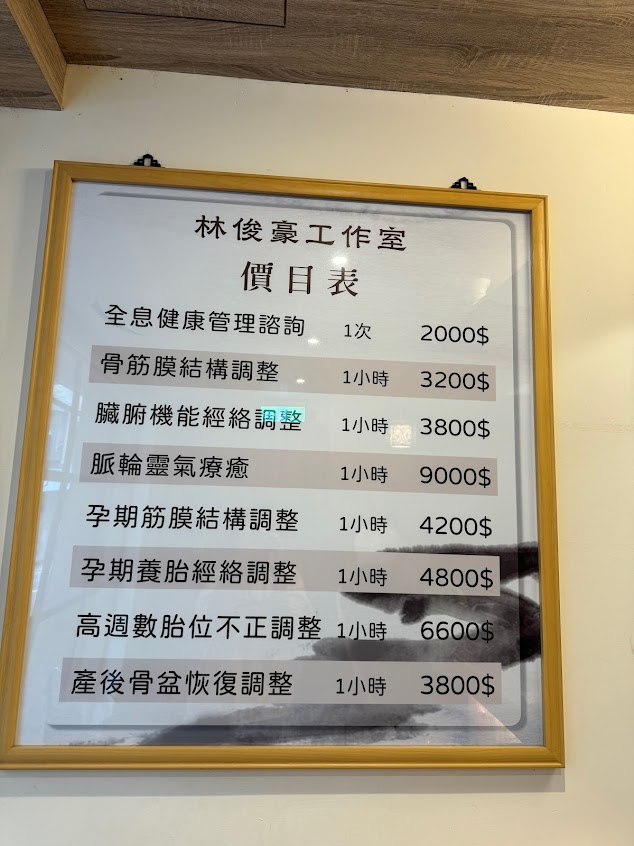 林俊豪工作室
價目表
全息健康管理諮詢 1次 2000$
骨筋膜結構調整 1小時 3200$
臟腑機能經絡調整 1小時 3800$
脈輪靈氣療癒 1小時 9000$
孕期筋膜結構調整 1小時 4200$
孕期養胎經絡調整 1小時 4800$
高週數胎位不正調整 1小時 6600$
產後骨盆恢復調整 1小時 3800$